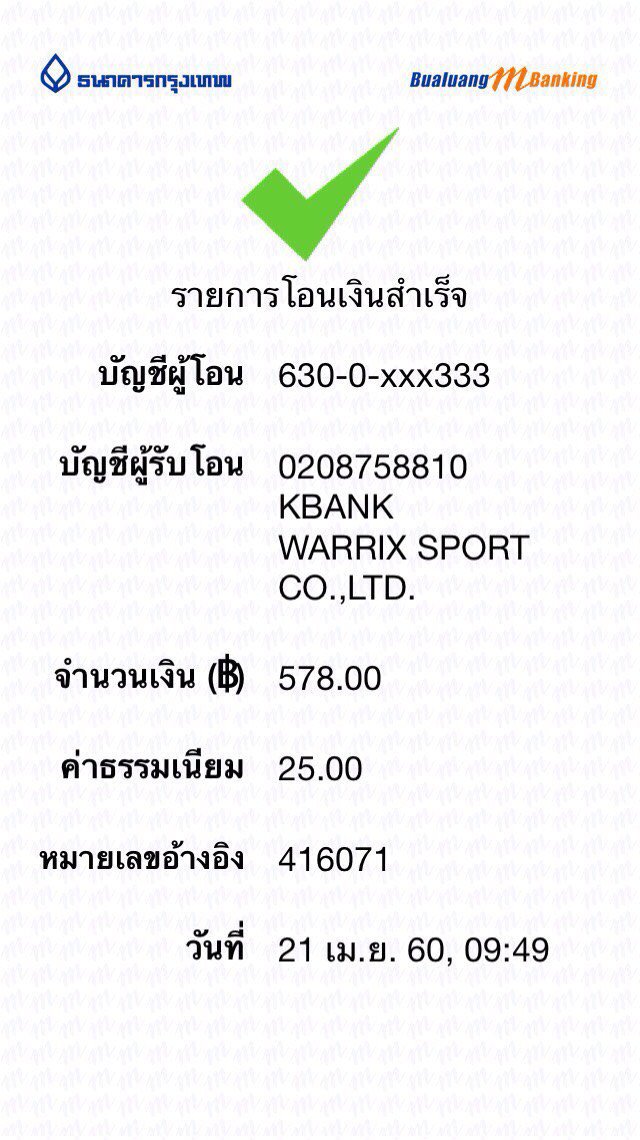 ธนาคารกรุงเทพ Bualuang mBanking
รายการโอนเงินสำเร็จ
บัญชีผู้โอน 630-0-xxx333
บัญชีผู้รับโอน 0208758810
KBANK
WARRIX SPORT
CO.,LTD.
จำนวนเงิน (฿) 578.00
ค่าธรรมเนียม 25.00
หมายเลขอ้างอิง 416071
วันที่ 21 เม.ย. 60, 09:49